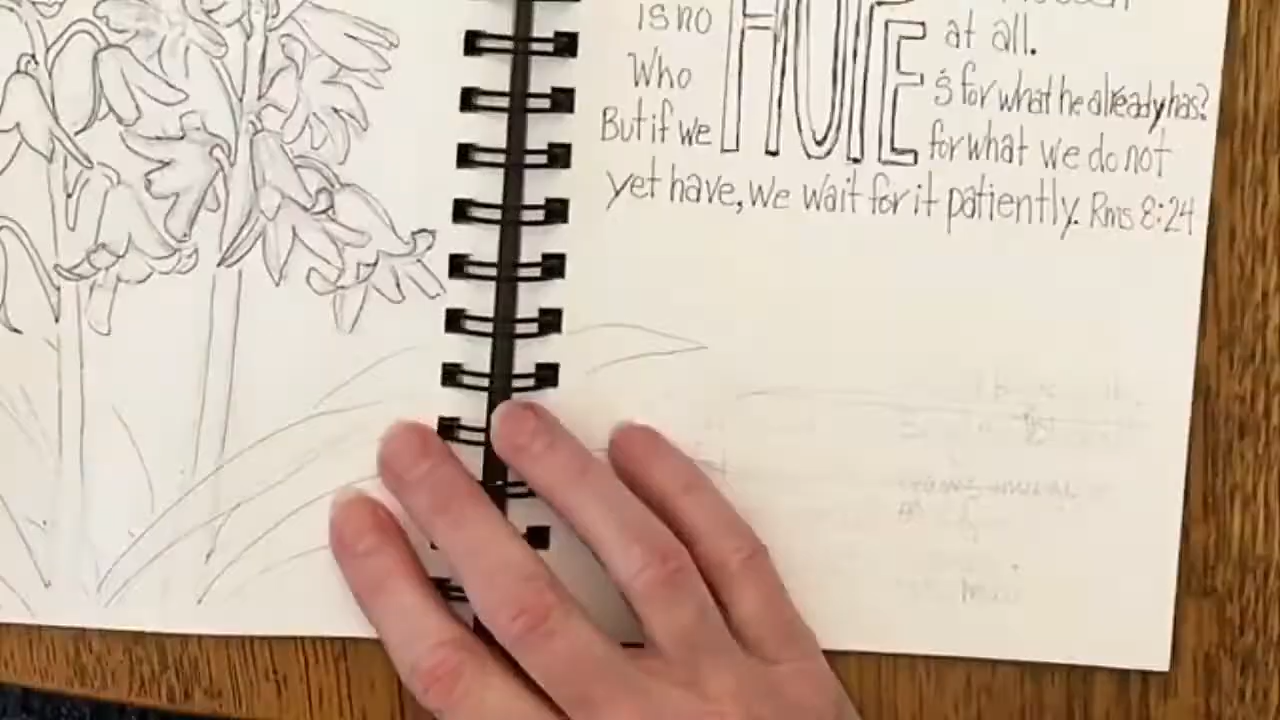 is no HOPE at all.
Who s for what he already has?
But if we for what we do not
yet have, we wait for it patiently. Rms 8:24